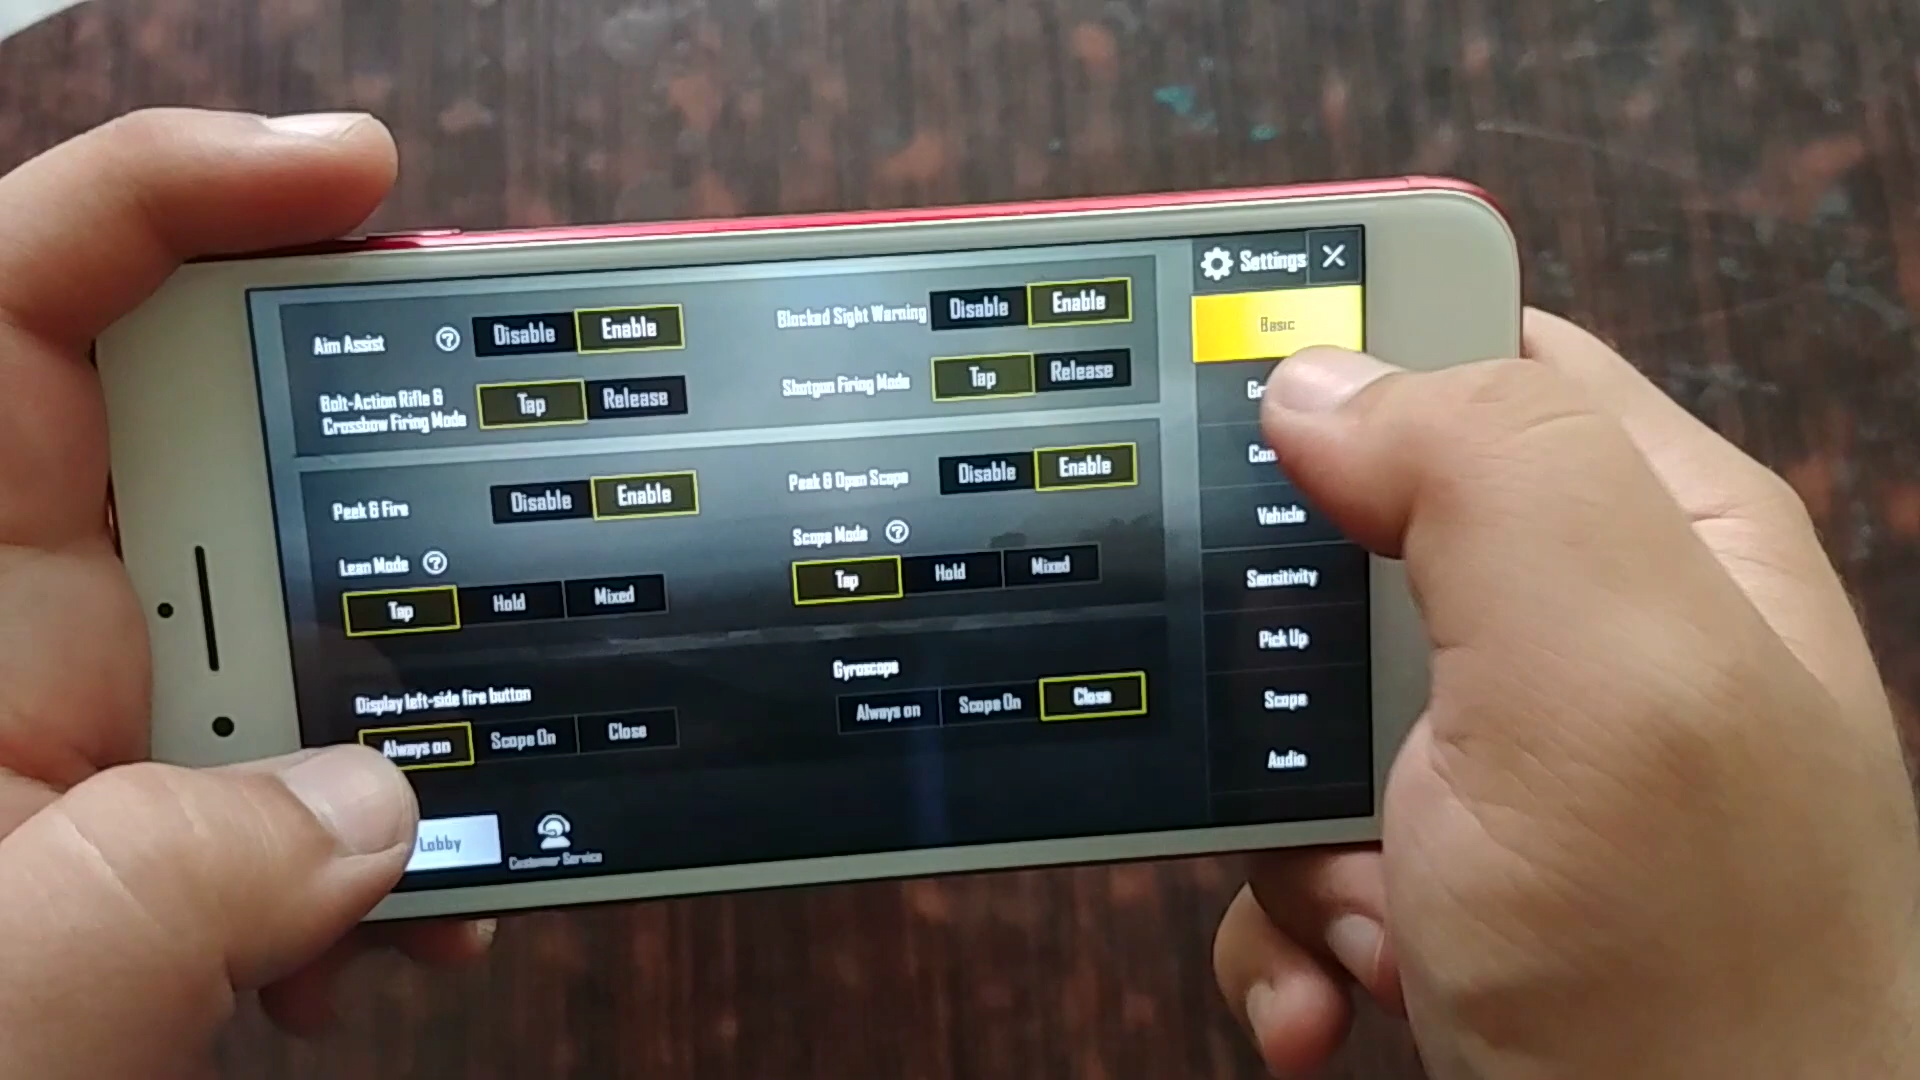 Settings
Aim Assist ? Disable Enable
Blocked Sight Warning Disable Enable
Bolt-Action Rifle &
Crossbow Firing Mode
Tap Release
Shotgun Firing Mode Tap Release
Peek & Fire Disable Enable
Peek & Open Scope Disable Enable
Lean Mode ?
Tap Hold Mixed
Scope Mode ?
Tap Hold Mixed
Display left-side fire button
Always on Scope On Close
Gyroscope
Always on Scope On Close
Lobby
Customer Service
Basic
Vehicle
Sensitivity
Pick Up
Scope
Audio